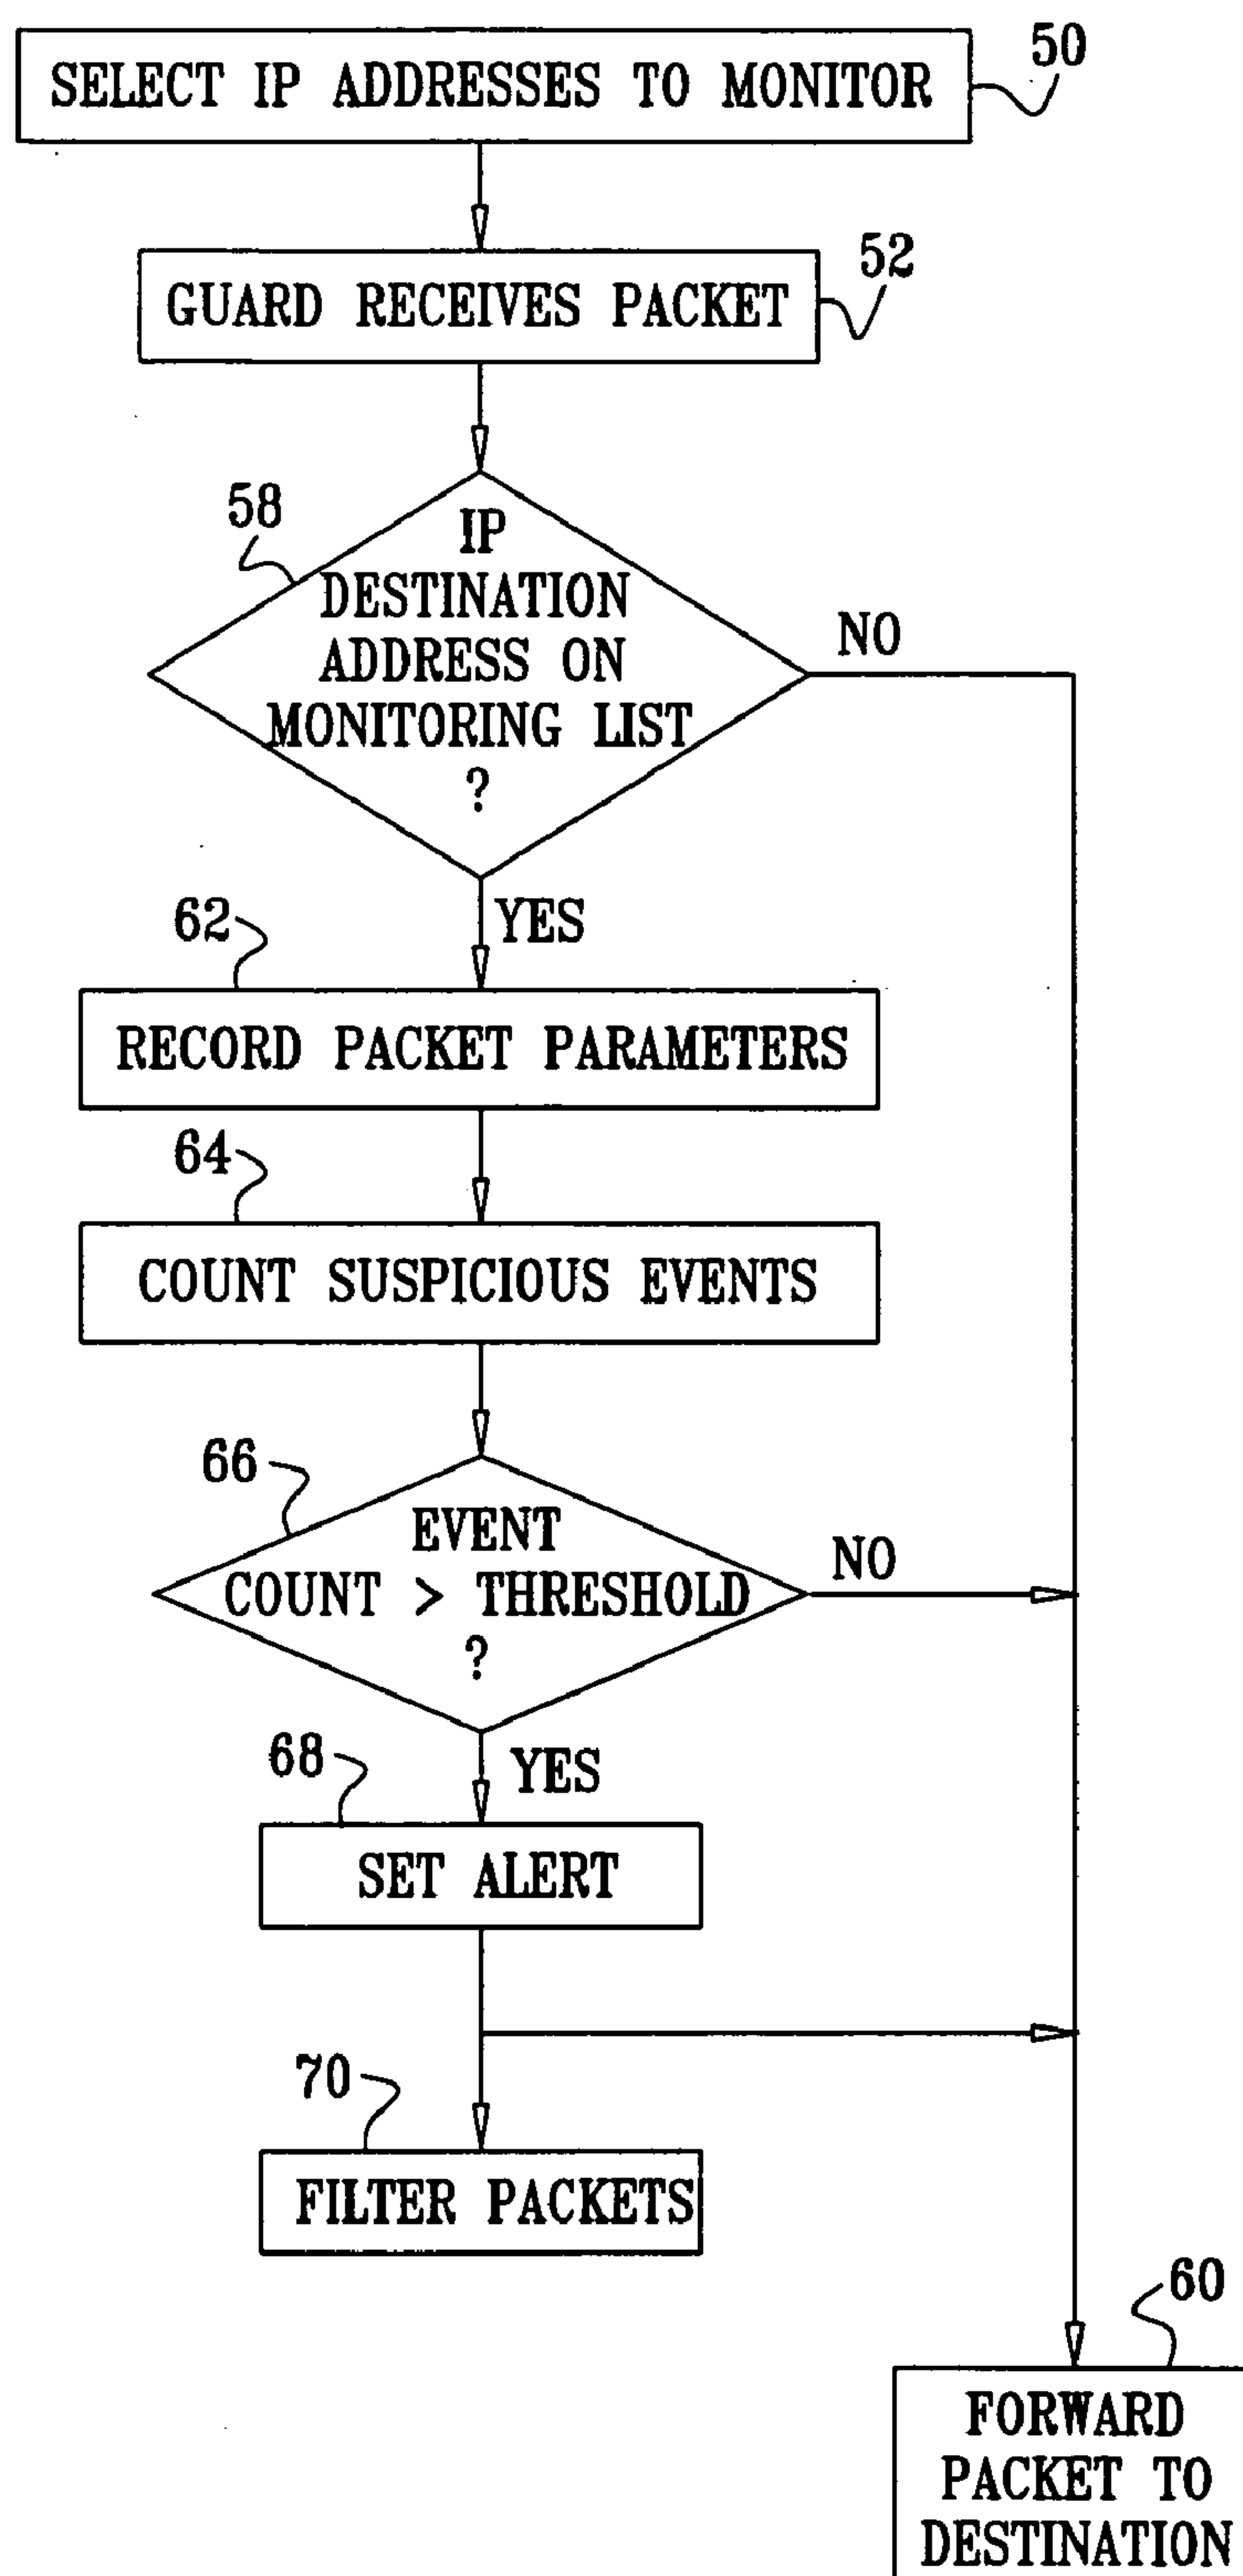 SELECT IP ADDRESSES TO MONITOR
50
GUARD RECEIVES PACKET
52
58
IP
DESTINATION
ADDRESS ON
MONITORING LIST
?
NO
YES
62
RECORD PACKET PARAMETERS
64
COUNT SUSPICIOUS EVENTS
66
EVENT
COUNT > THRESHOLD
?
NO
YES
68
SET ALERT
70
FILTER PACKETS
60
FORWARD
PACKET TO
DESTINATION